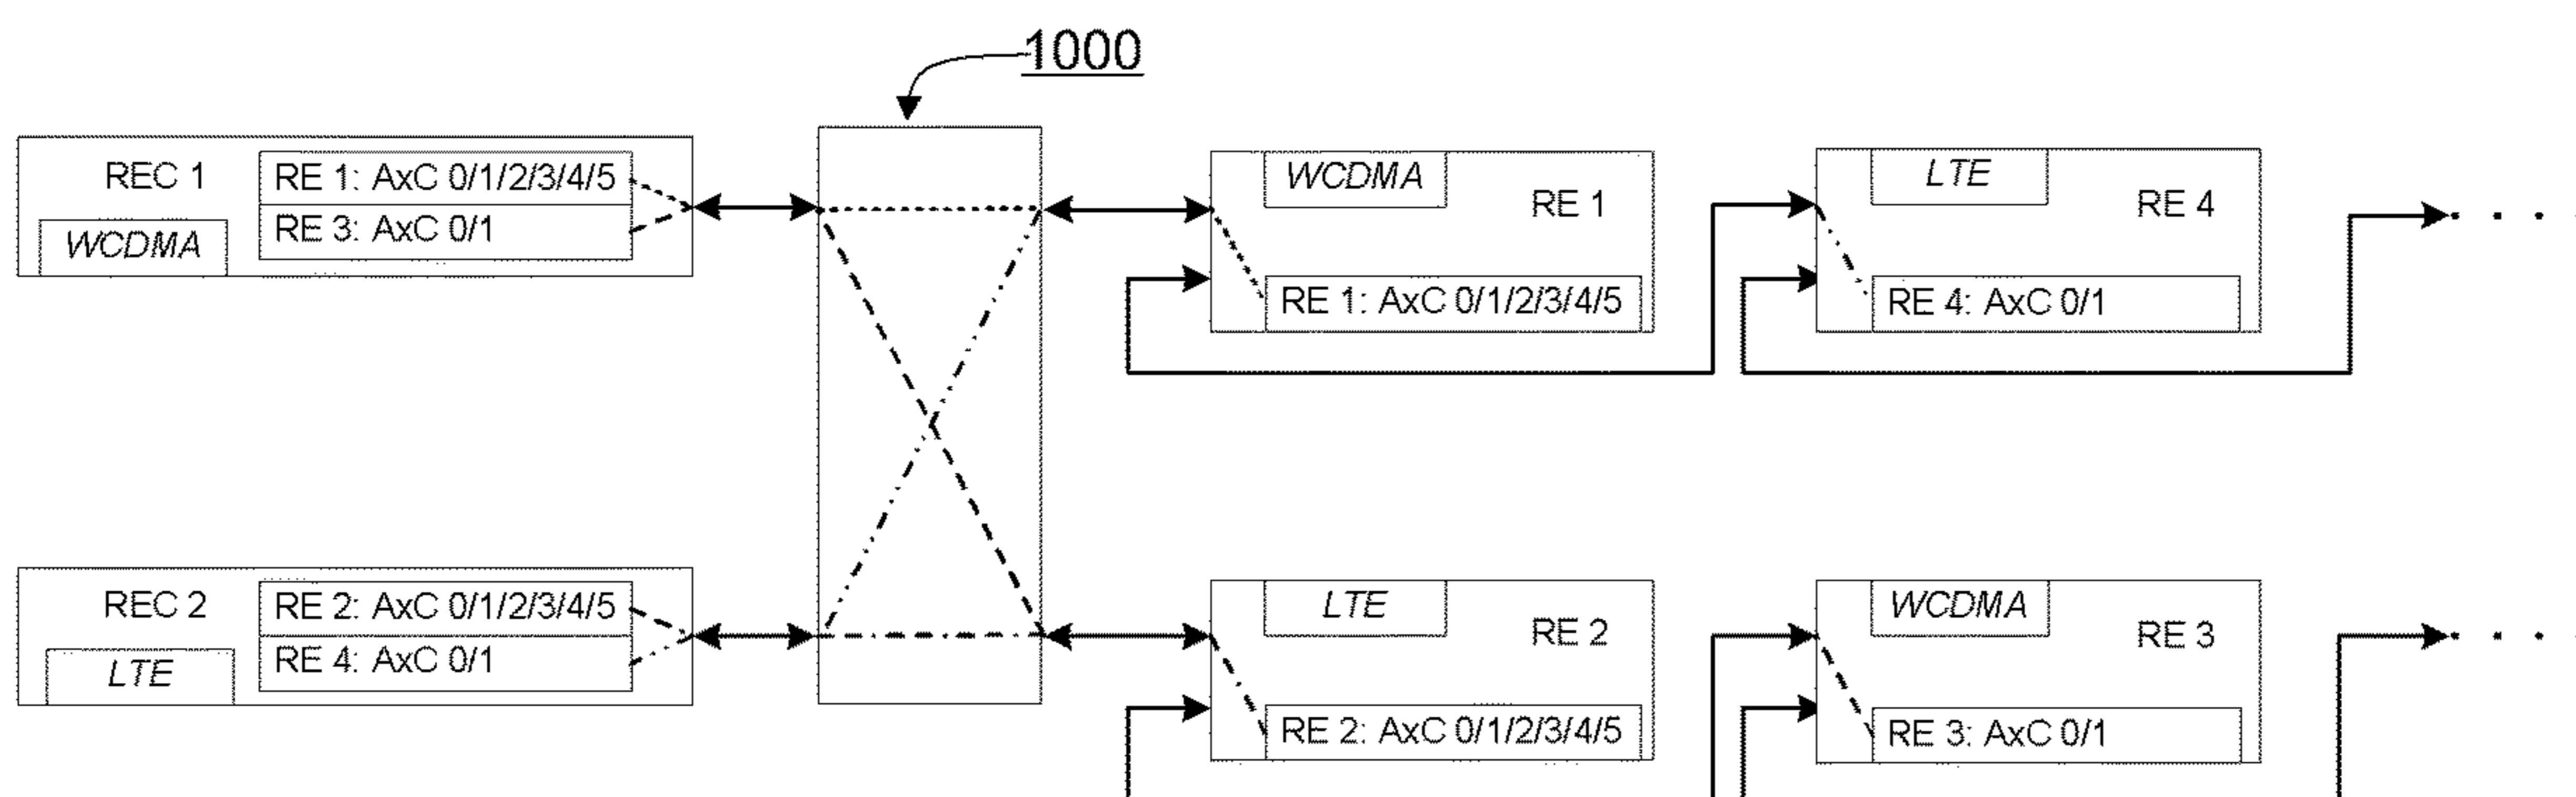 1000
REC 1
RE 1: AxC 0/1/2/3/4/5
RE 3: AxC 0/1
WCDMA
WCDMA
RE 1
RE 1: AxC 0/1/2/3/4/5
LTE
RE 4
RE 4: AxC 0/1
REC 2
RE 2: AxC 0/1/2/3/4/5
RE 4: AxC 0/1
LTE
LTE
RE 2
RE 2: AxC 0/1/2/3/4/5
WCDMA
RE 3
RE 3: AxC 0/1